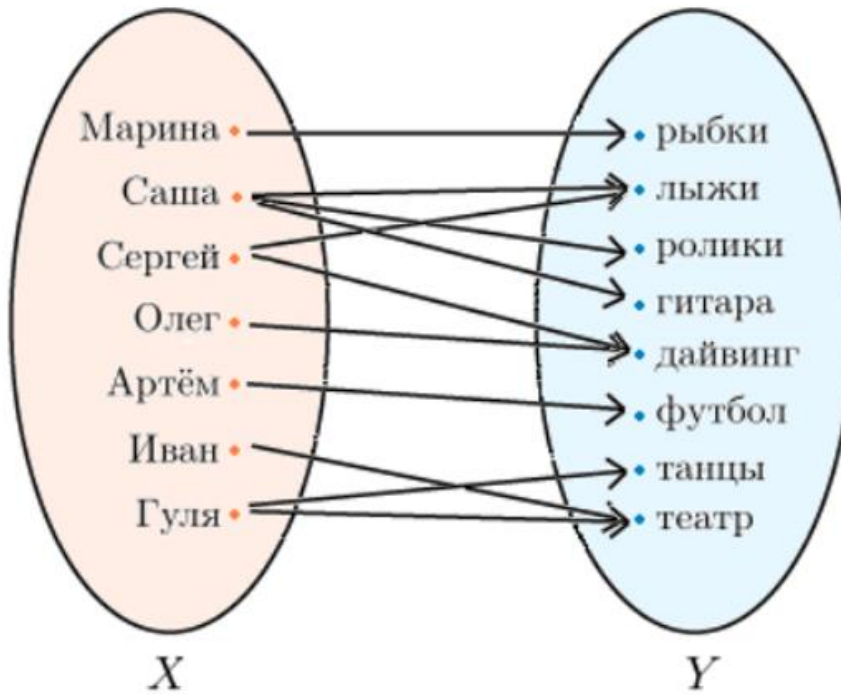 Марина
Саша
Сергей
Олег
Артём
Иван
Гуля
X
рыбки
лыжи
ролики
гитара
дайвинг
футбол
танцы
театр
Y